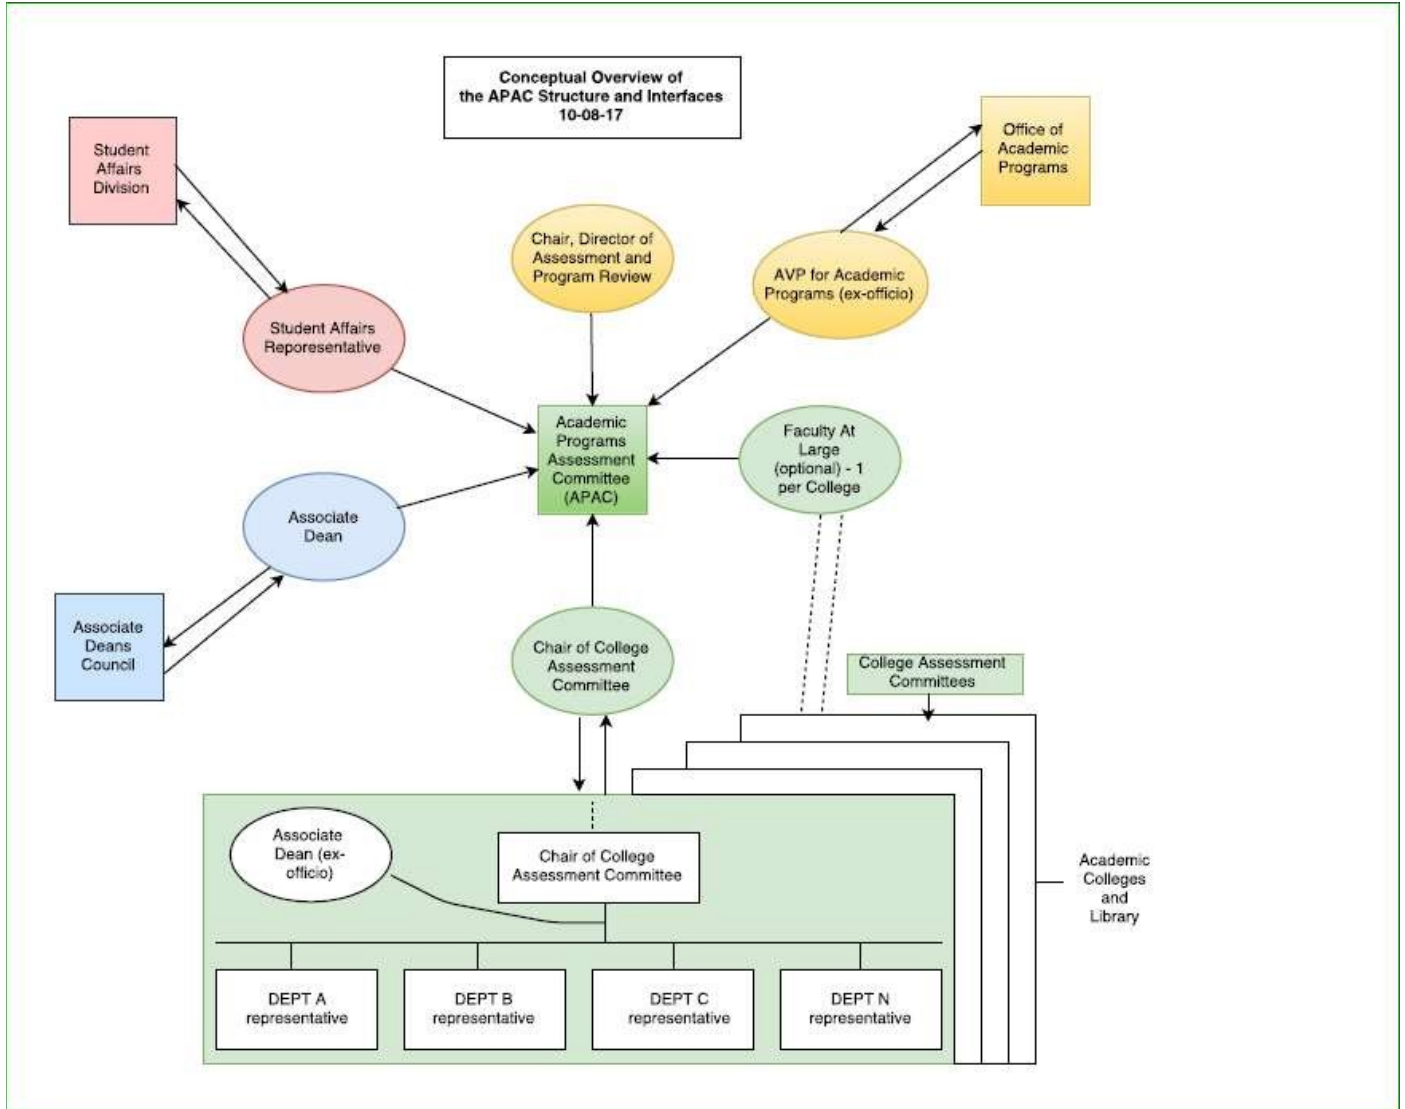 Conceptual Overview of
the APAC Structure and Interfaces
10-08-17
Student
Affairs
Division
Office of
Academic
Programs
Chair, Director of
Assessment and
Program Review
AVP for Academic
Programs (ex-officio)
Student Affairs
Reporesentative
Academic
Programs
Assessment
Committee
(APAC)
Faculty At
Large
(optional) - 1
per College
Associate
Dean
Associate
Deans
Council
Chair of College
Assessment
Committee
College Assessment
Committees
Associate
Dean (ex-
officio)
Chair of College
Assessment Committee
Academic
Colleges
and
Library
DEPT A
representative
DEPT B
representative
DEPT C
representative
DEPT N
representative